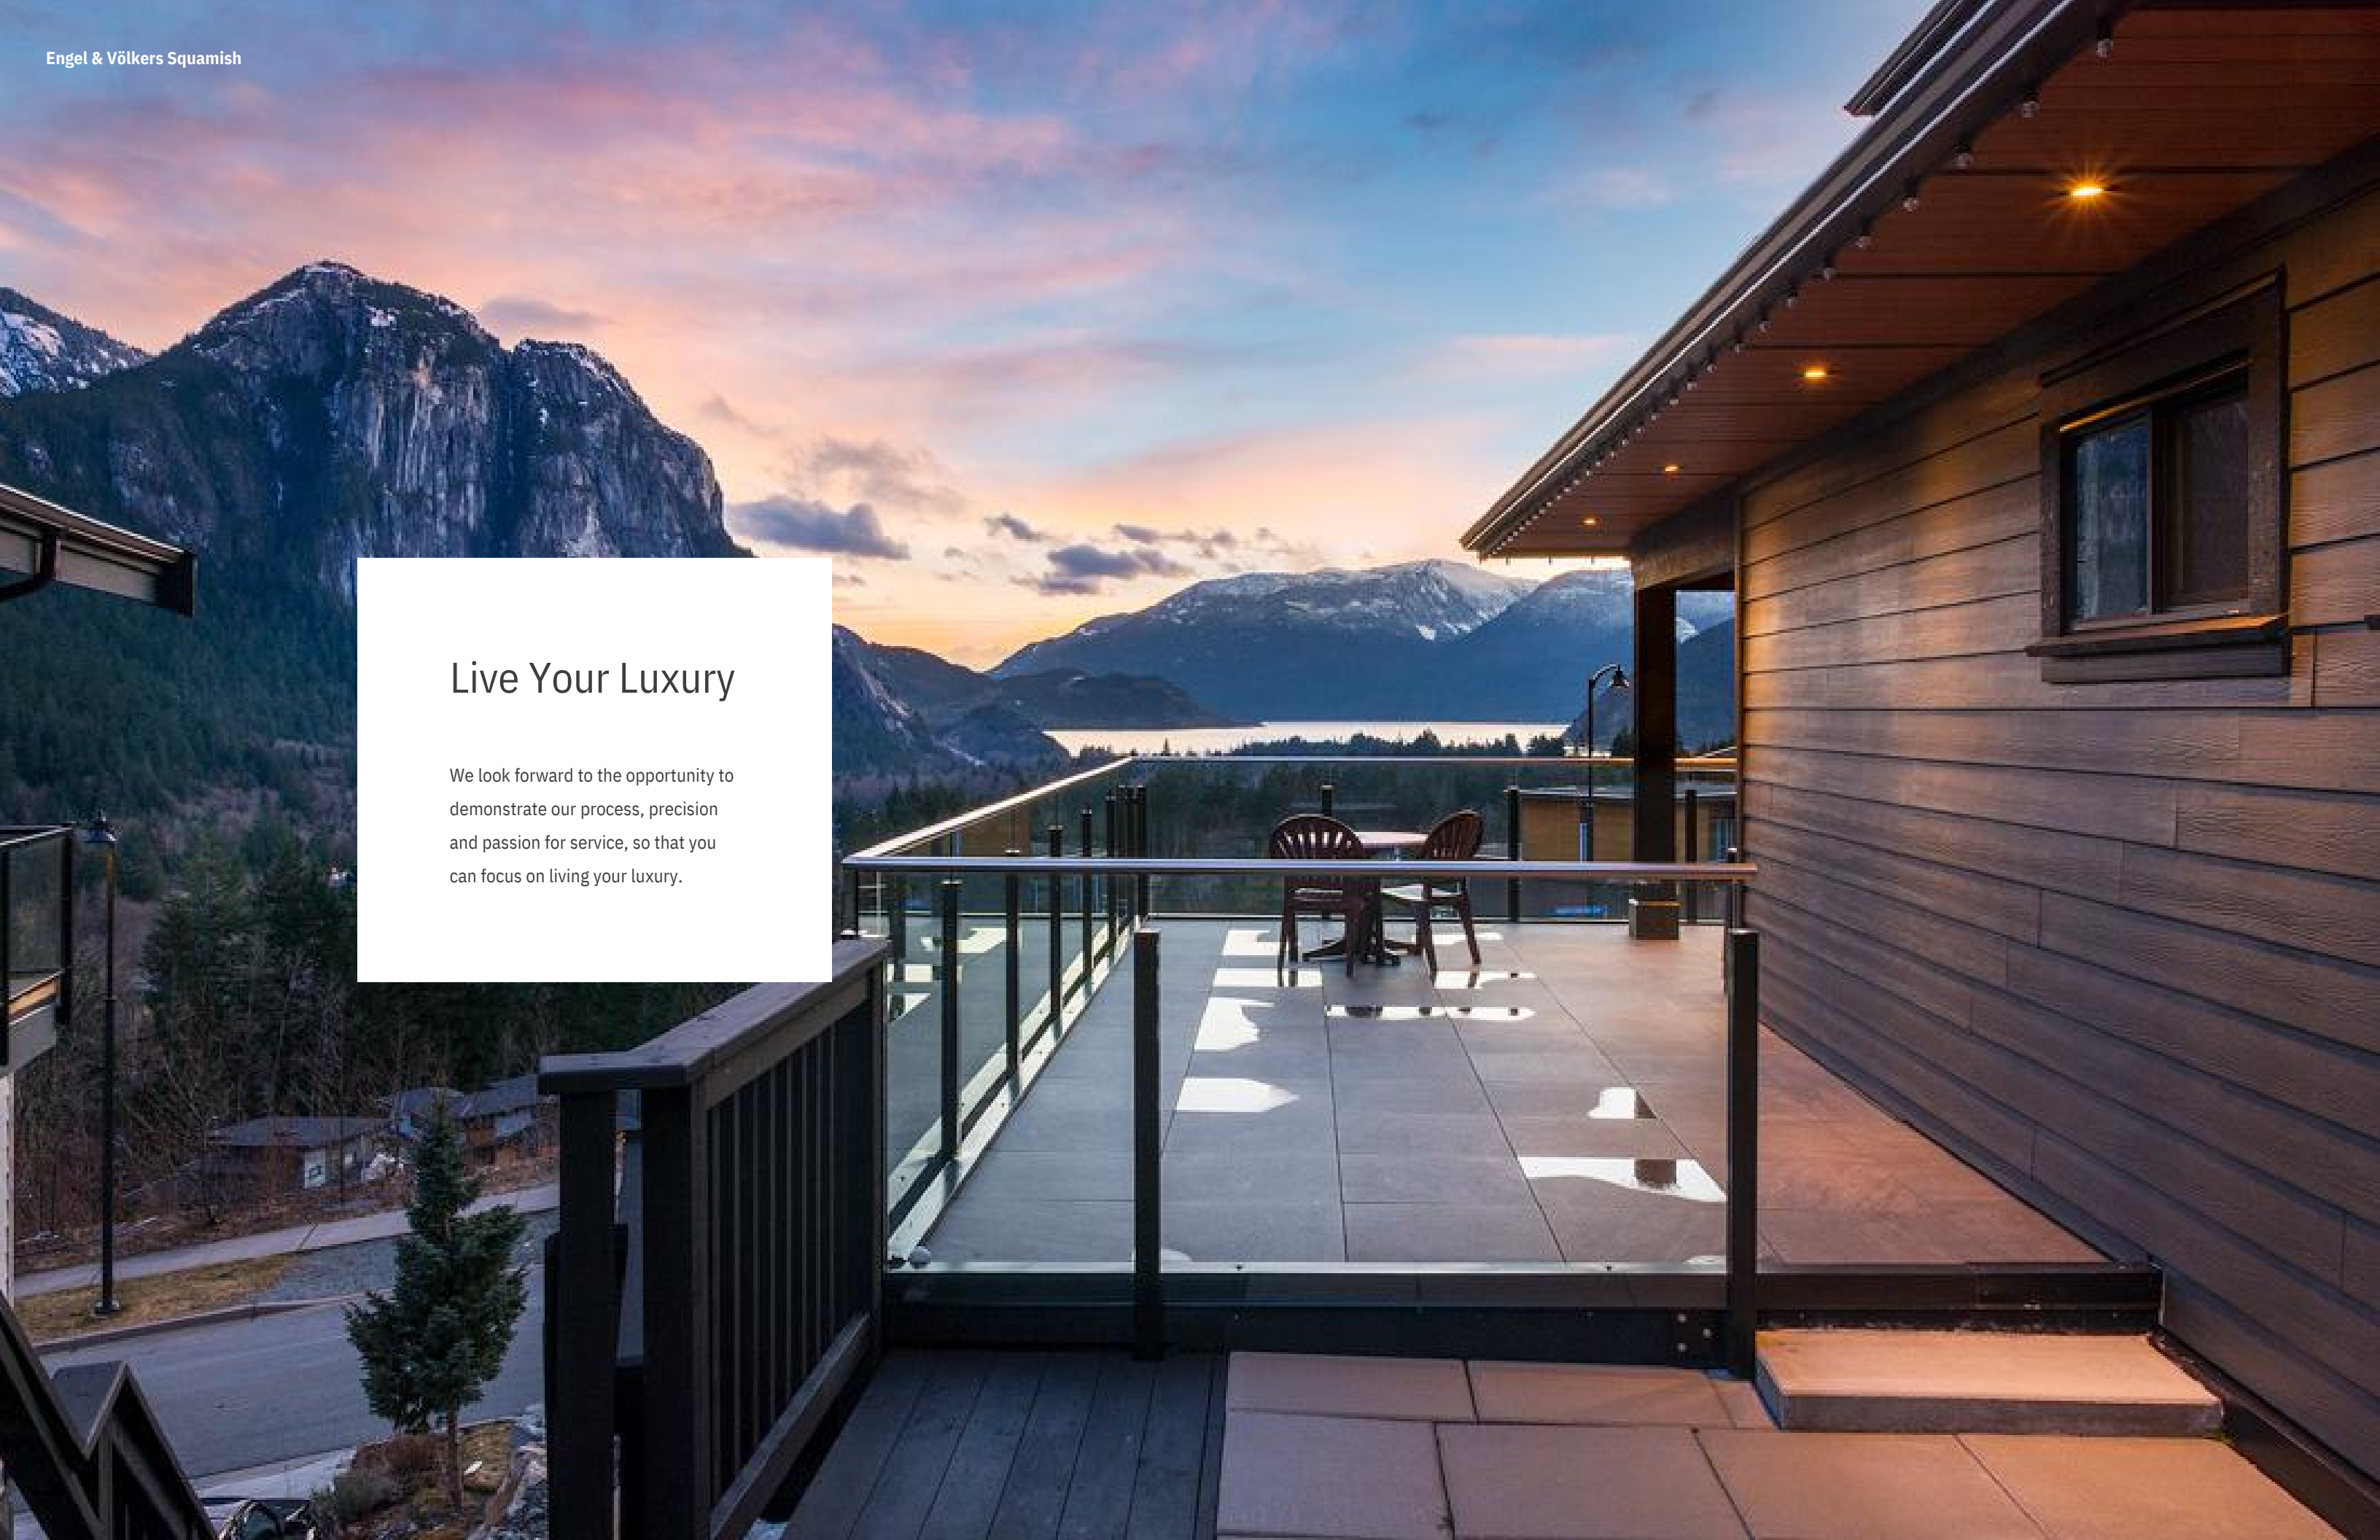 Engel & Völkers Squamish
Live Your Luxury
We look forward to the opportunity to
demonstrate our process, precision
and passion for service, so that you
can focus on living your luxury.